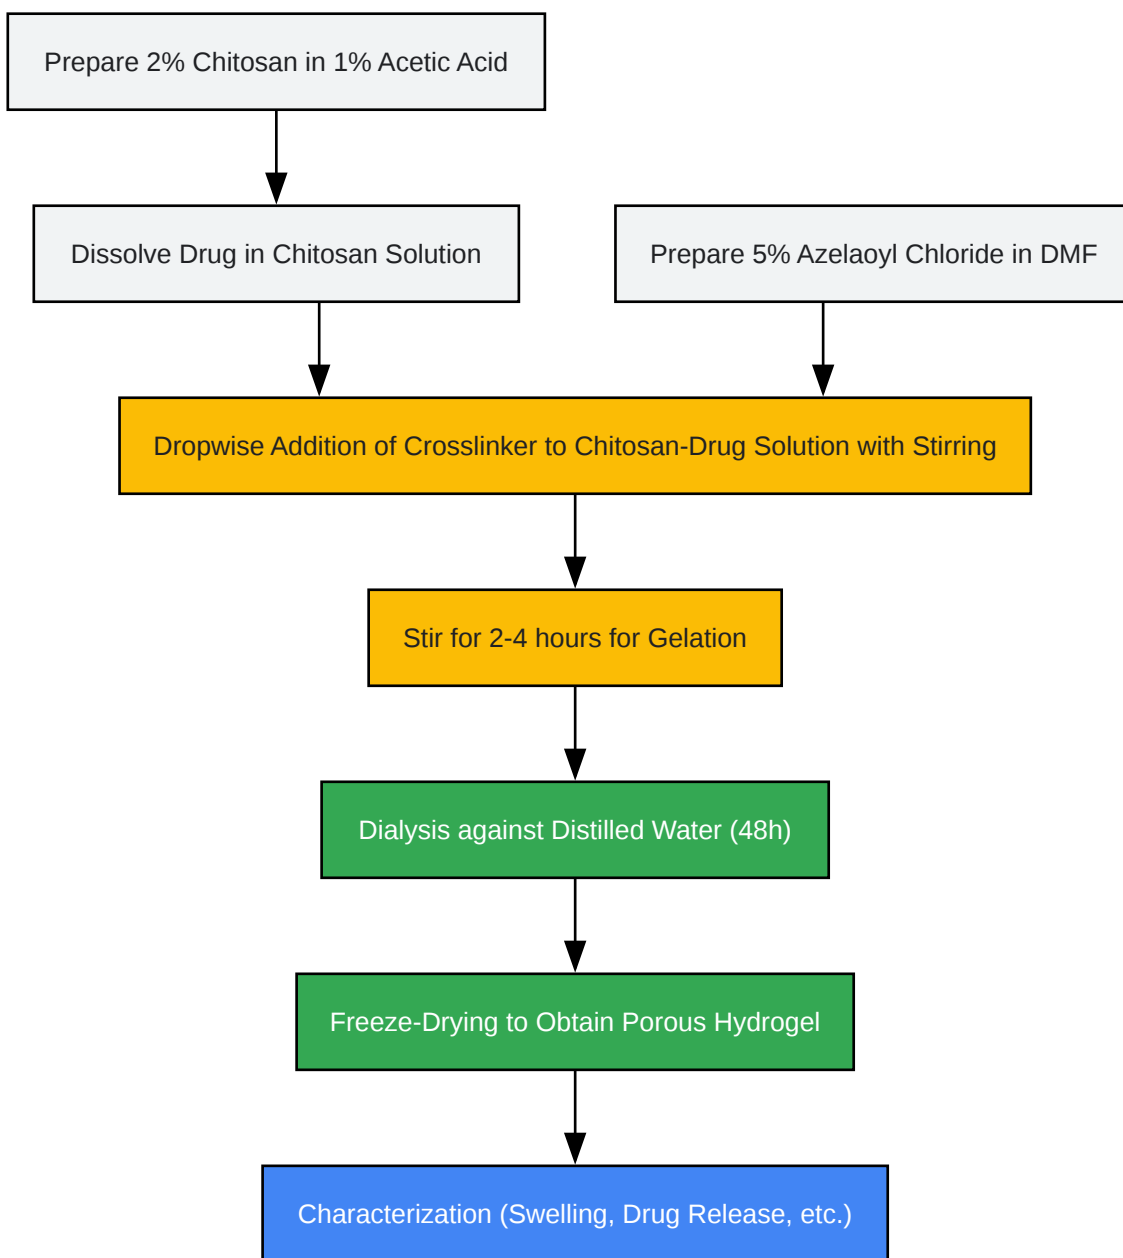 Prepare 2% Chitosan in 1% Acetic Acid
Dissolve Drug in Chitosan Solution
Prepare 5% Azelaoyl Chloride in DMF
Dropwise Addition of Crosslinker to Chitosan-Drug Solution with Stirring
Stir for 2-4 hours for Gelation
Dialysis against Distilled Water (48h)
Freeze-Drying to Obtain Porous Hydrogel
Characterization (Swelling, Drug Release, etc.)